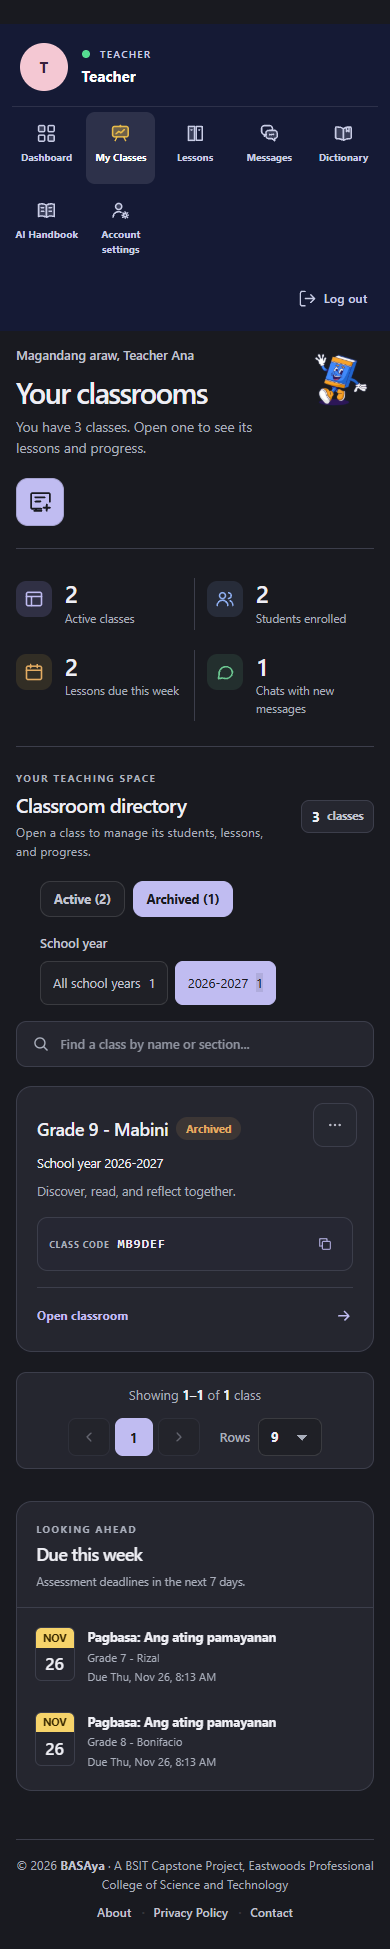 T
TEACHER
Teacher
Dashboard
My Classes
Lessons
Messages
Dictionary
AI Handbook
Account
settings
Log out
Magandang araw, Teacher Ana
Your classrooms
You have 3 classes. Open one to see its
lessons and progress.
2
Active classes
2
Students enrolled
2
Lessons due this week
1
Chats with new
messages
YOUR TEACHING SPACE
Classroom directory
Open a class to manage its students, lessons,
and progress.
3 classes
Active (2)
Archived (1)
School year
All school years 1
2026-2027 1
Find a class by name or section...
Grade 9 - Mabini
Archived
School year 2026-2027
Discover, read, and reflect together.
CLASS CODE MB9DEF
Open classroom
Showing 1–1 of 1 class
1
Rows
9
LOOKING AHEAD
Due this week
Assessment deadlines in the next 7 days.
NOV
26
Pagbasa: Ang ating pamayanan
Grade 7 - Rizal
Due Thu, Nov 26, 8:13 AM
NOV
26
Pagbasa: Ang ating pamayanan
Grade 8 - Bonifacio
Due Thu, Nov 26, 8:13 AM
© 2026 BASAya · A BSIT Capstone Project, Eastwoods Professional
College of Science and Technology
About · Privacy Policy · Contact